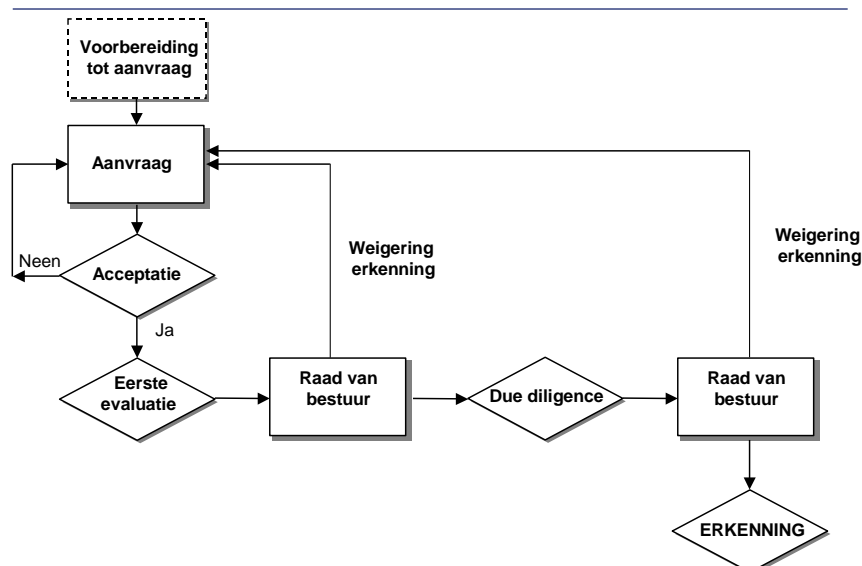 Voorbereiding
tot aanvraag
Aanvraag
Neen
Acceptatie
Ja
Weigering
erkenning
Weigering
erkenning
Eerste
evaluatie
Raad van
bestuur
Due diligence
Raad van
bestuur
ERKENNING